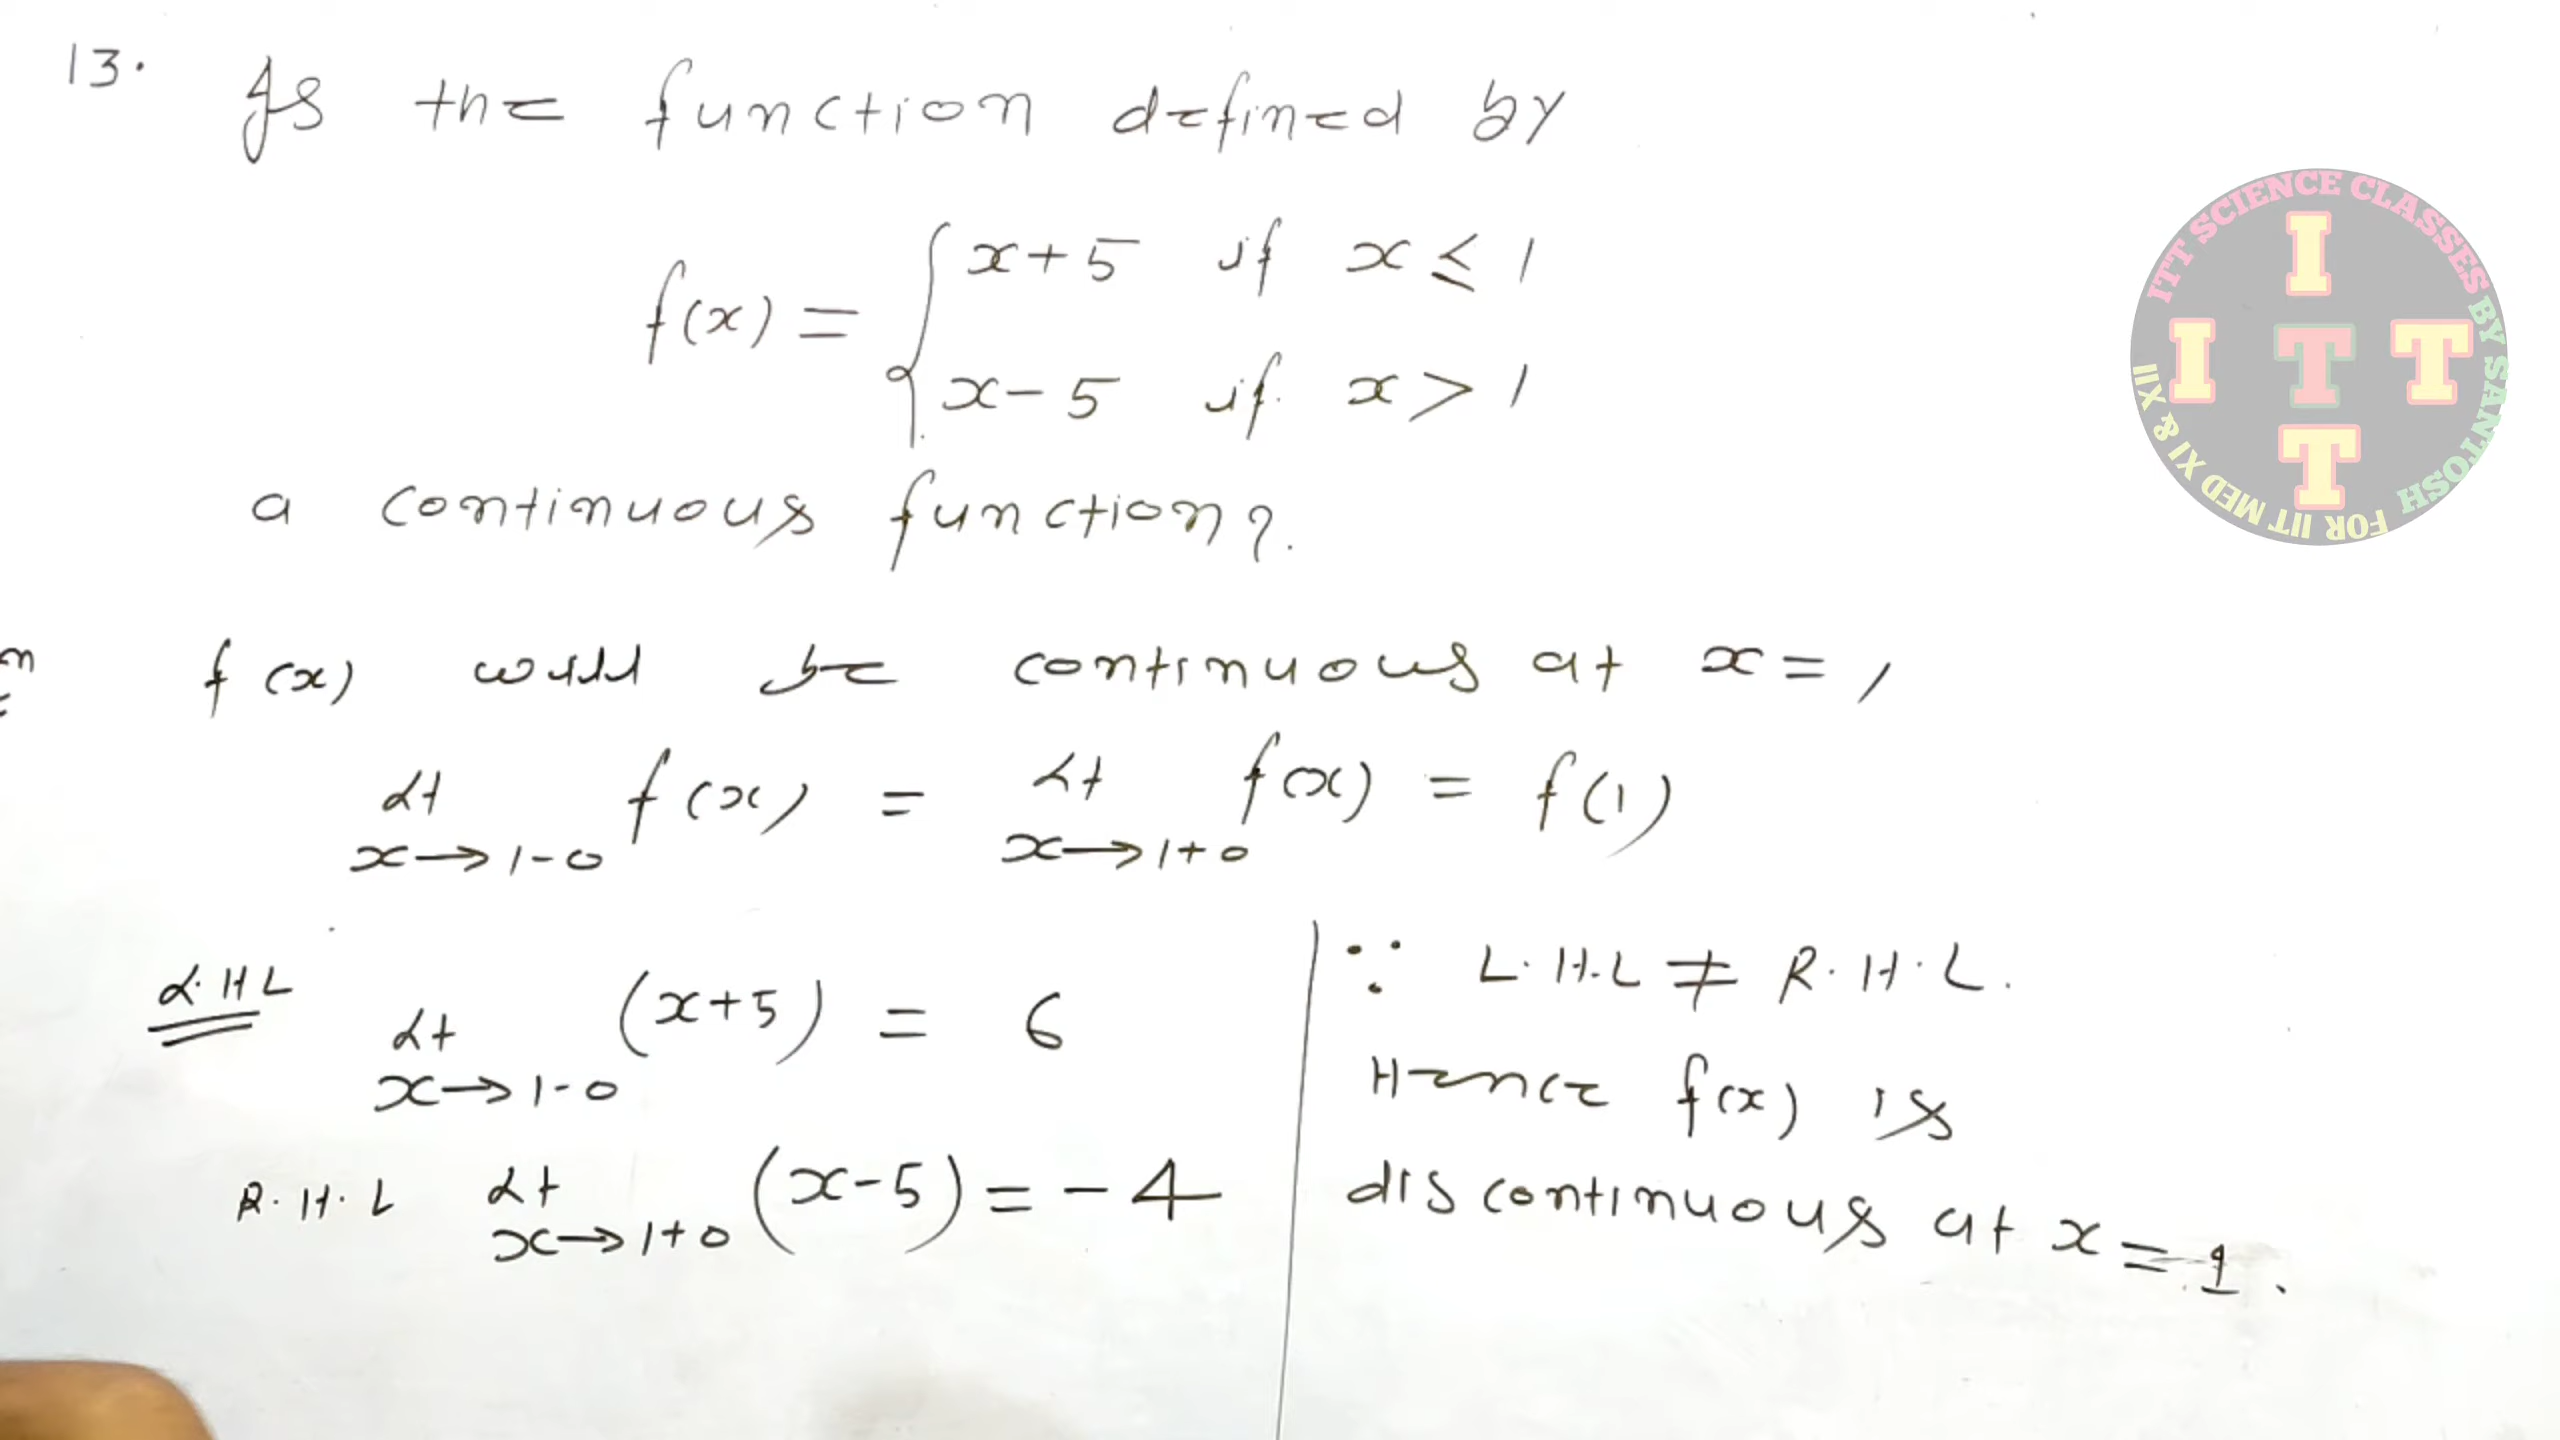 13. Is the function defined by
f(x) = { x+5 if x ≤ 1
x-5 if x > 1
a continuous function?.
f(x) will be continuous at x = 1
Lt x→1-0 f(x) = Lt x→1+0 f(x) = f(1)
L.H.L Lt x→1-0 (x+5) = 6
R.H.L Lt x→1+0 (x-5) = -4
∵ L.H.L ≠ R.H.L.
Hence f(x) is
discontinuous at x = 1.
ITT SCIENCE CLASSES BY SANTOSH
FOR IIT MED XI & XII
I
I T T
T